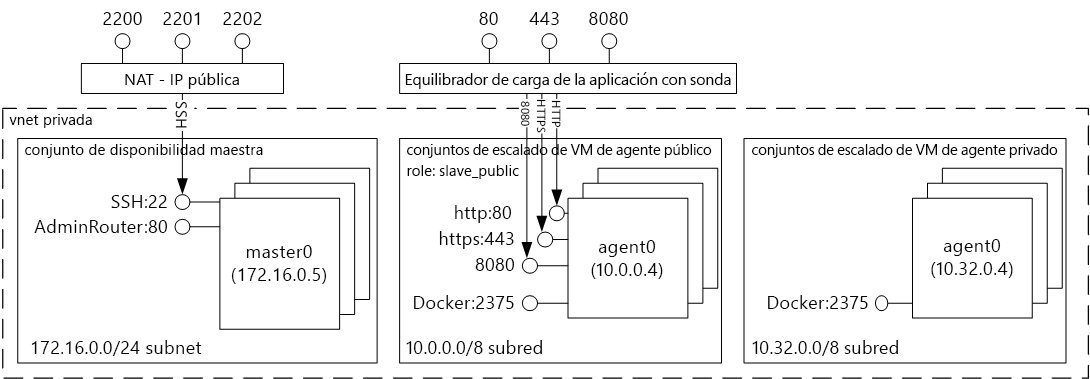 2200 2201 2202
80 443 8080
NAT - IP pública
Equilibrador de carga de la aplicación con sonda
SSH
8080
HTTPS
HTTP
vnet privada
conjunto de disponibilidad maestra
SSH:22
AdminRouter:80
master0
(172.16.0.5)
172.16.0.0/24 subnet
conjuntos de escalado de VM de agente público
role: slave_public
http:80
https:443
8080
Docker:2375
agent0
(10.0.0.4)
10.0.0.0/8 subred
conjuntos de escalado de VM de agente privado
agent0
(10.32.0.4)
Docker:2375
10.32.0.0/8 subred